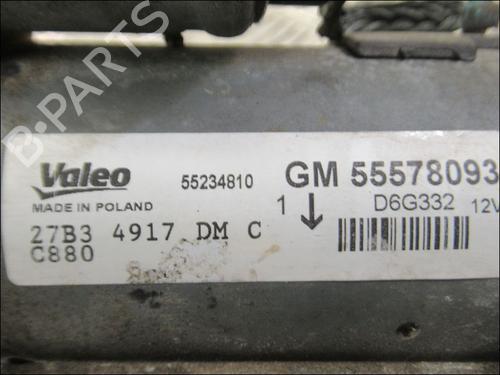 B-PARTS
Valeo
55234810
GM 55578093
MADE IN POLAND
1
D6G332
12V
27B3 4917 DM C
C880